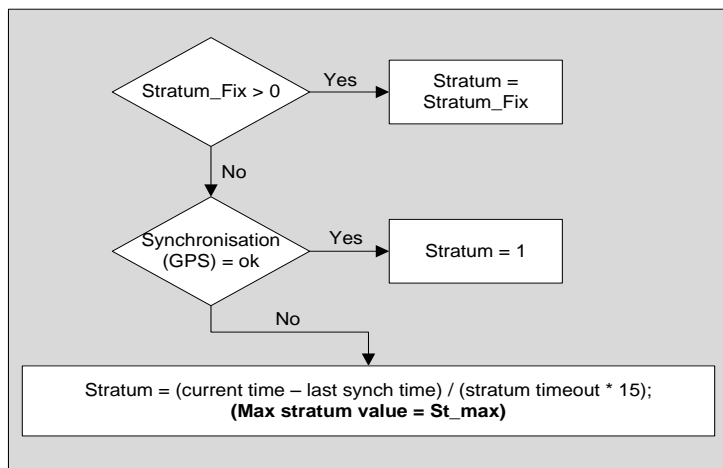 Stratum_Fix > 0
Yes
Stratum =
Stratum_Fix
No
Synchronisation
(GPS) = ok
Yes
Stratum = 1
No
Stratum = (current time – last synch time) / (stratum timeout * 15);
(Max stratum value = St_max)